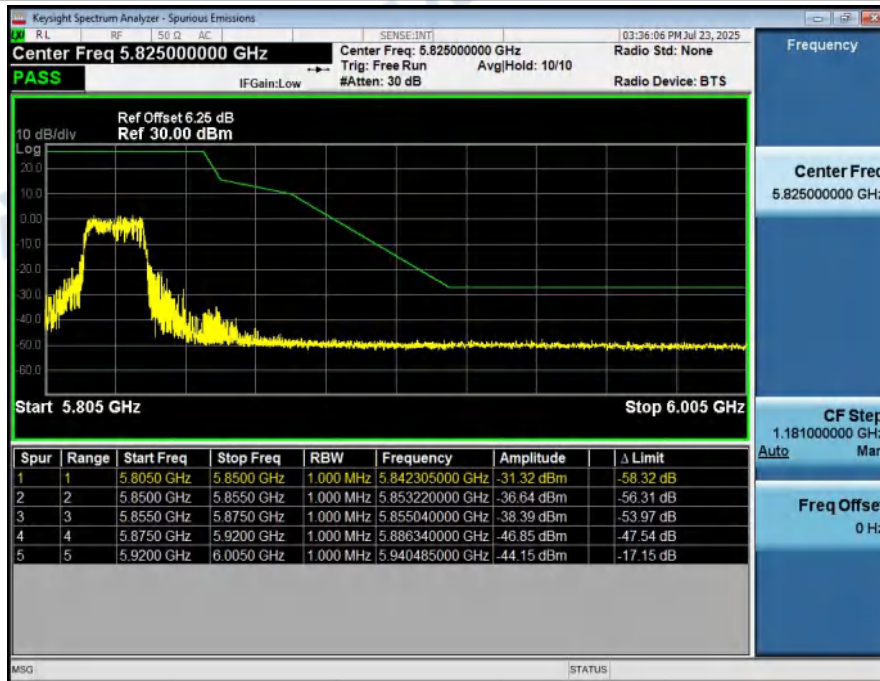 Keysight Spectrum Analyzer - Spurious Emissions
RL RF 50 Ω AC SENSE:INT 03:36:06 PM Jul 23, 2025
Center Freq 5.825000000 GHz
Center Freq: 5.825000000 GHz
Radio Std: None
Trig: Free Run Avg|Hold: 10/10
PASS
IFGain:Low
#Atten: 30 dB
Radio Device: BTS
Ref Offset 6.25 dB
10 dB/div Ref 30.00 dBm
Log
20.0
10.0
0.00
-10.0
-20.0
-30.0
-40.0
-50.0
-60.0
Start 5.805 GHz Stop 6.005 GHz
Spur Range Start Freq Stop Freq RBW Frequency Amplitude Δ Limit
1 1 5.8050 GHz 5.8500 GHz 1.000 MHz 5.842305000 GHz -31.32 dBm -58.32 dB
2 2 5.8500 GHz 5.8550 GHz 1.000 MHz 5.853220000 GHz -36.64 dBm -56.31 dB
3 3 5.8550 GHz 5.8750 GHz 1.000 MHz 5.855040000 GHz -38.39 dBm -53.97 dB
4 4 5.8750 GHz 5.9200 GHz 1.000 MHz 5.886340000 GHz -46.85 dBm -47.54 dB
5 5 5.9200 GHz 6.0050 GHz 1.000 MHz 5.940485000 GHz -44.15 dBm -17.15 dB
MSG STATUS
Frequency
Center Freq
5.825000000 GHz
CF Step
1.181000000 GHz
Auto Man
Freq Offset
0 Hz